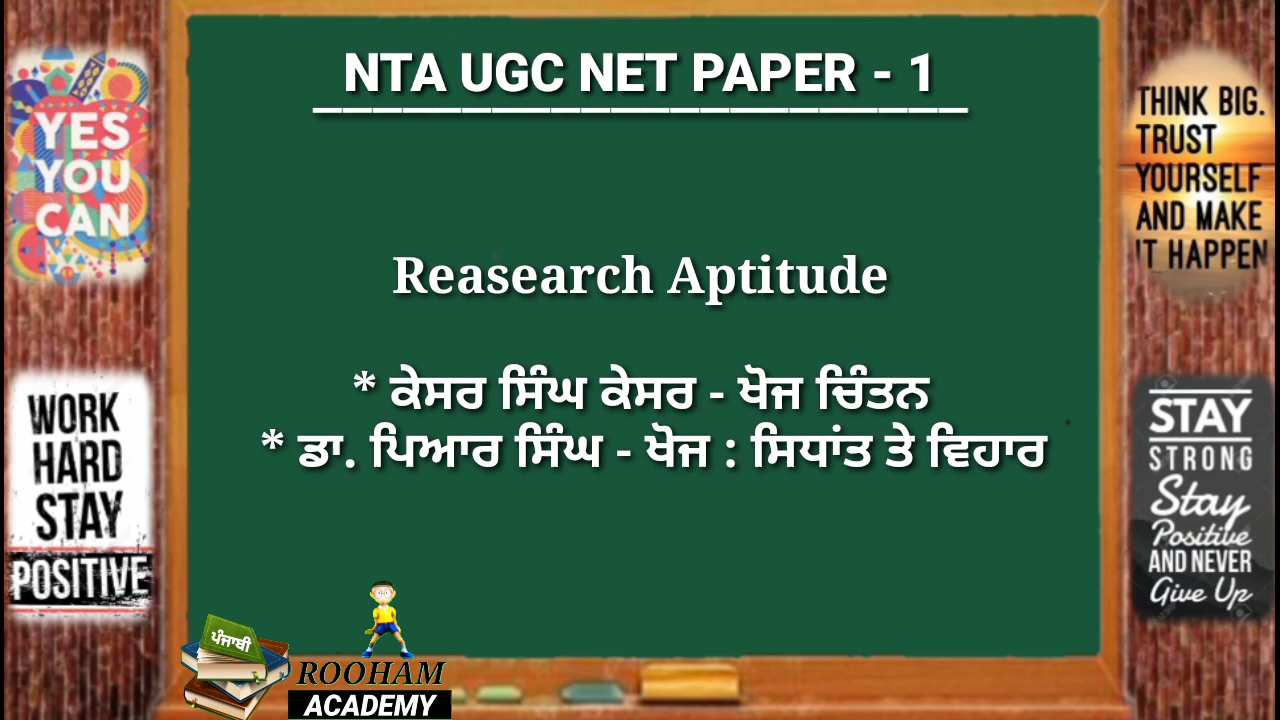 NTA UGC NET PAPER - 1
YES
YOU
CAN
THINK BIG.
TRUST
YOURSELF
AND MAKE
IT HAPPEN
Reasearch Aptitude
* ਕੇਸਰ ਸਿੰਘ ਕੇਸਰ - ਖੋਜ ਚਿੰਤਨ
* ਡਾ. ਪਿਆਰ ਸਿੰਘ - ਖੋਜ : ਸਿਧਾਂਤ ਤੇ ਵਿਹਾਰ
WORK
HARD
STAY
POSITIVE
STAY
STRONG
Stay
Positive
AND NEVER
Give Up
ਪੰਜਾਬੀ
ROOHAM
ACADEMY